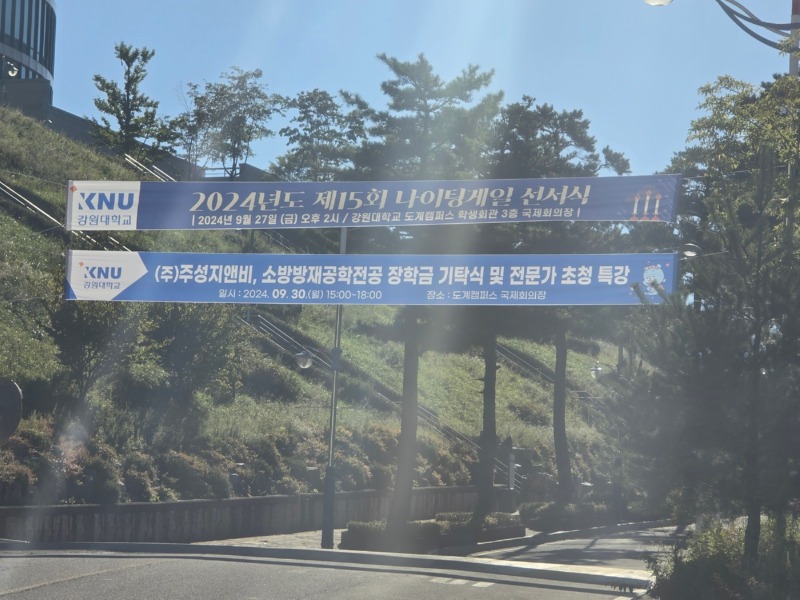 KNU
강원대학교
2024년도 제15회 나이팅게일 선서식
| 2024년 9월 27일 (금) 오후 2시 / 강원대학교 도계캠퍼스 학생회관 3층 국제회의장 |
KNU
강원대학교
(주)주성지앤비, 소방방재공학전공 장학금 기탁식 및 전문가 초청 특강
일시 : 2024. 09. 30.(월) 15:00-18:00 장소 : 도계캠퍼스 국제회의장